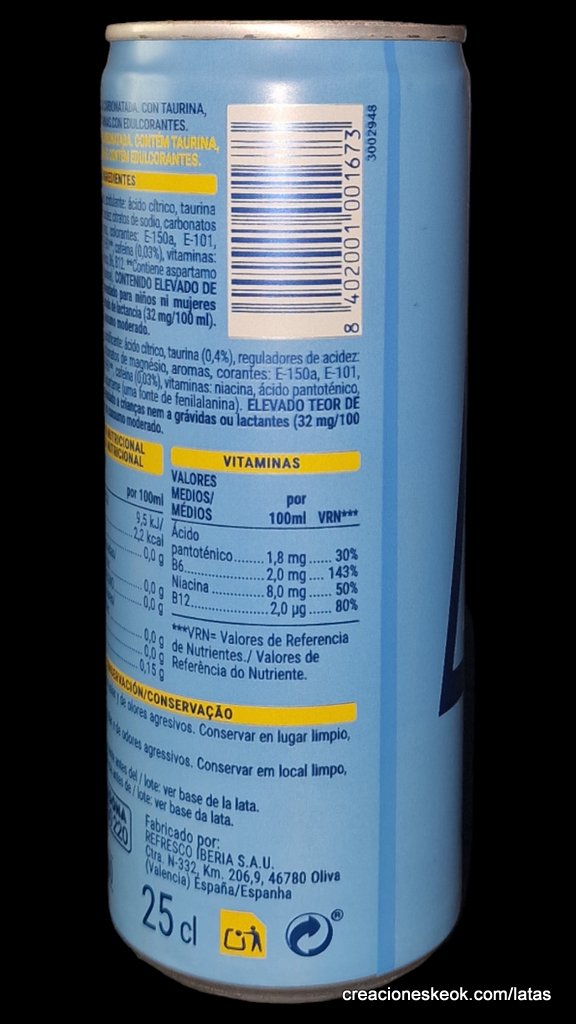 CARBONATADA. CON TAURINA,
CON EDULCORANTES.
CONTÉM TAURINA,
CONTÉM EDULCORANTES.
INGREDIENTES
ácido cítrico, taurina
citratos de sodio, carbonatos
colorantes: E-150a, E-101,
cafeína (0,03%), vitaminas:
B12. **Contiene aspartamo
CONTENIDO ELEVADO DE
para niños ni mujeres
de lactancia (32 mg/100 ml).
moderado.
8 402001 001673
3002948
ácido cítrico, taurina (0,4%), reguladores de acidez:
de magnésio, aromas, corantes: E-150a, E-101,
cafeína (0,03%), vitaminas: niacina, ácido pantoténico,
(uma fonte de fenilalanina). ELEVADO TEOR DE
a crianças nem a grávidas ou lactantes (32 mg/100
moderado.
NUTRICIONAL
NUTRICIONAL
por 100ml
9,5 kJ/
2,2 kcal
0,0 g
0,0 g
0,0 g
0,0 g
0,0 g
0,15 g
VITAMINAS
VALORES
MEDIOS/ por
MÉDIOS 100ml VRN***
Ácido
pantoténico........ 1,8 mg ...... 30%
B6.................... 2,0 mg .... 143%
Niacina ............. 8,0 mg ...... 50%
B12................... 2,0 µg ...... 80%
***VRN= Valores de Referencia
de Nutrientes./ Valores de
Referência do Nutriente.
CONSERVACIÓN/CONSERVAÇÃO
y de olores agresivos. Conservar en lugar limpio,
e de odores agressivos. Conservar em local limpo,
antes del / lote: ver base de la lata.
antes de / lote: ver base da lata.
Fabricado por:
REFRESCO IBERIA S.A.U.
Ctra. N-332, Km. 206,9, 46780 Oliva
(Valencia) España/Espanha
25 cl
®
creacioneskeok.com/latas